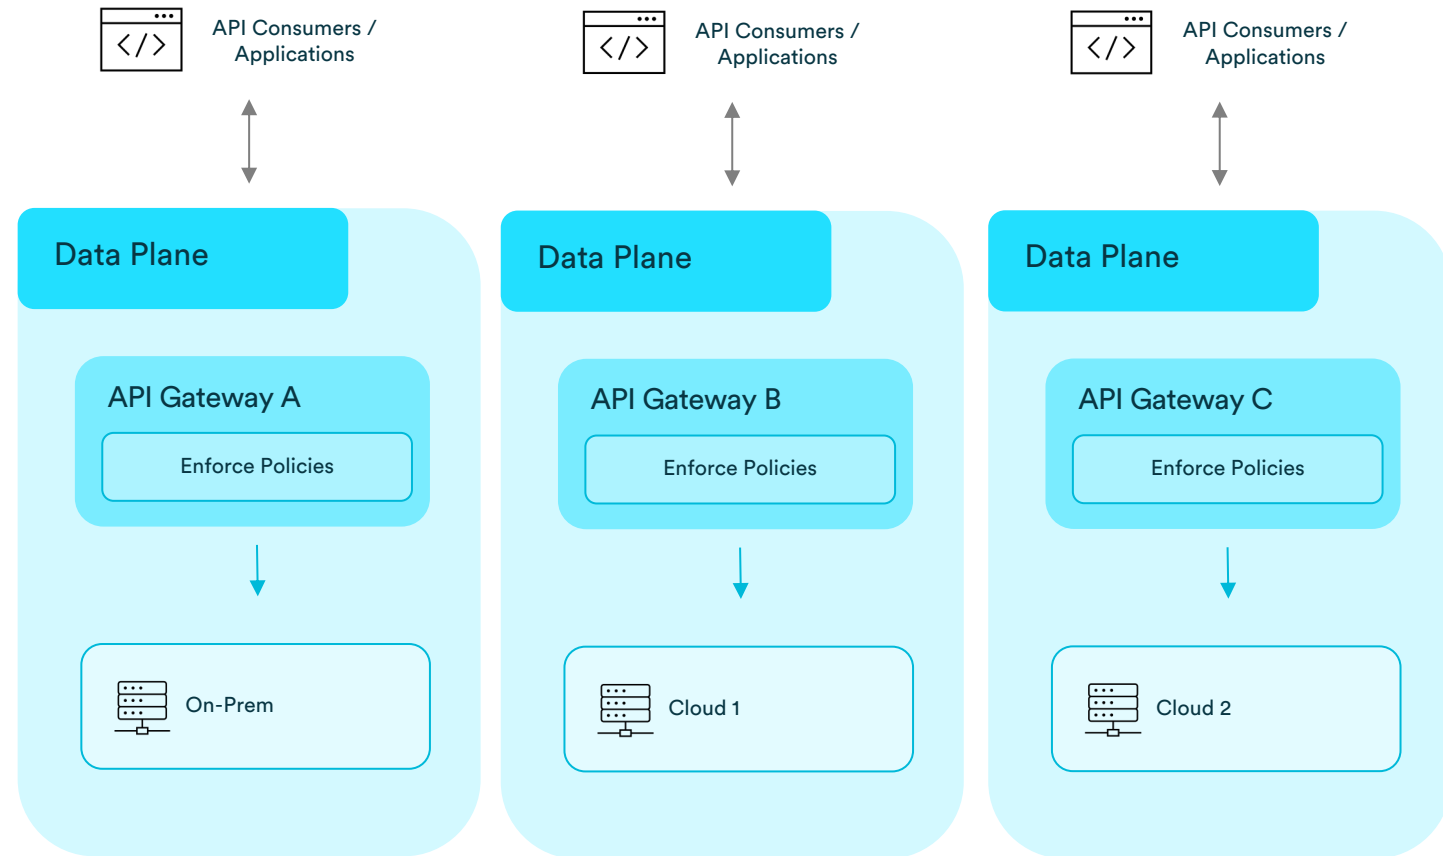 API Consumers /
Applications
API Consumers /
Applications
API Consumers /
Applications
Data Plane
API Gateway A
Enforce Policies
On-Prem
Data Plane
API Gateway B
Enforce Policies
Cloud 1
Data Plane
API Gateway C
Enforce Policies
Cloud 2